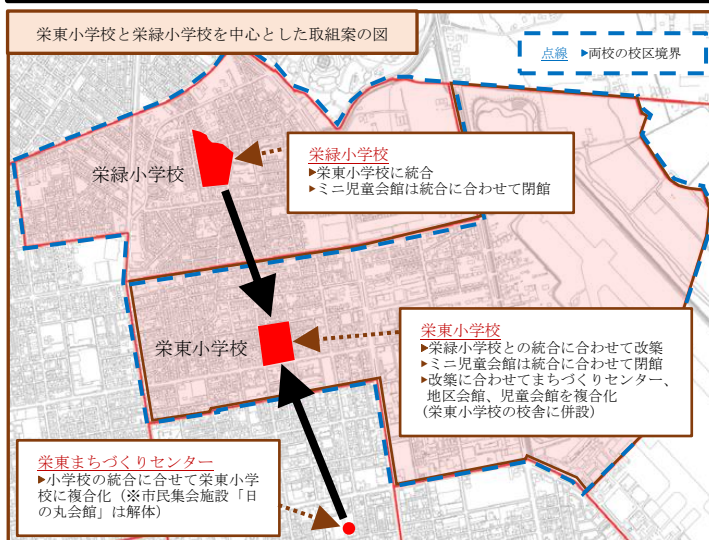 栄東小学校と栄緑小学校を中心とした取組案の図
点線 ▶両校の校区境界
栄緑小学校
栄緑小学校
▶栄東小学校に統合
▶ミニ児童会館は統合に合わせて閉館
栄東小学校
栄東小学校
▶栄緑小学校との統合に合わせて改築
▶ミニ児童会館は統合に合わせて閉館
▶改築に合わせてまちづくりセンター、
地区会館、児童会館を複合化
(栄東小学校の校舎に併設)
栄東まちづくりセンター
▶小学校の統合に合せて栄東小学
校に複合化（※市民集会施設「日
の丸会館」は解体）